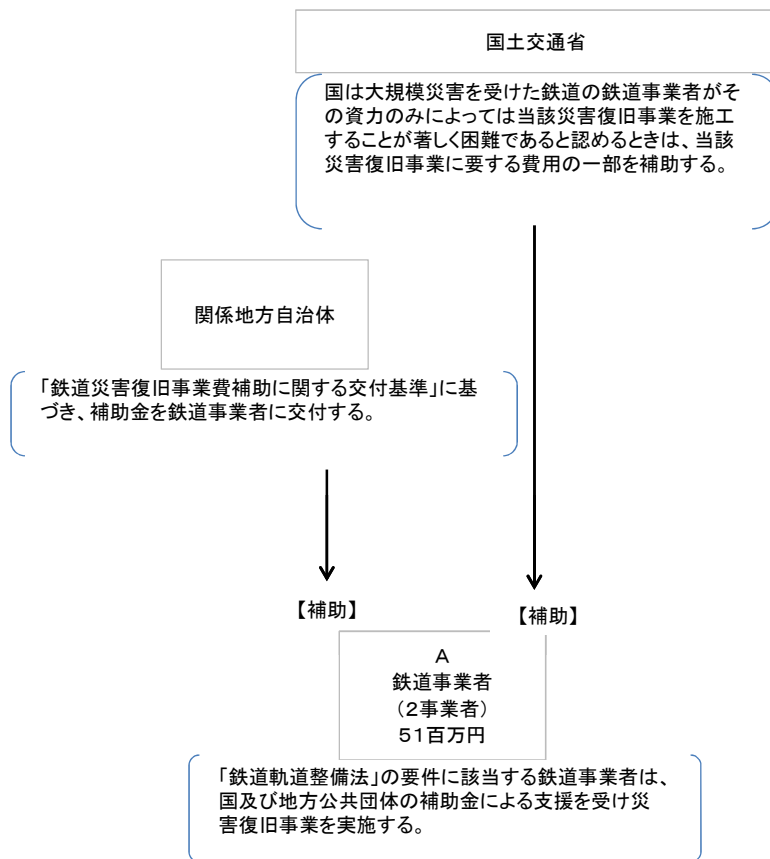 国土交通省
国は大規模災害を受けた鉄道の鉄道事業者がそ
の資力のみによっては当該災害復旧事業を施工
することが著しく困難であると認めるときは、当該
災害復旧事業に要する費用の一部を補助する。
関係地方自治体
「鉄道災害復旧事業費補助に関する交付基準」に基
づき、補助金を鉄道事業者に交付する。
【補助】
【補助】
A
鉄道事業者
(2事業者)
51百万円
「鉄道軌道整備法」の要件に該当する鉄道事業者は、
国及び地方公共団体の補助金による支援を受け災
害復旧事業を実施する。